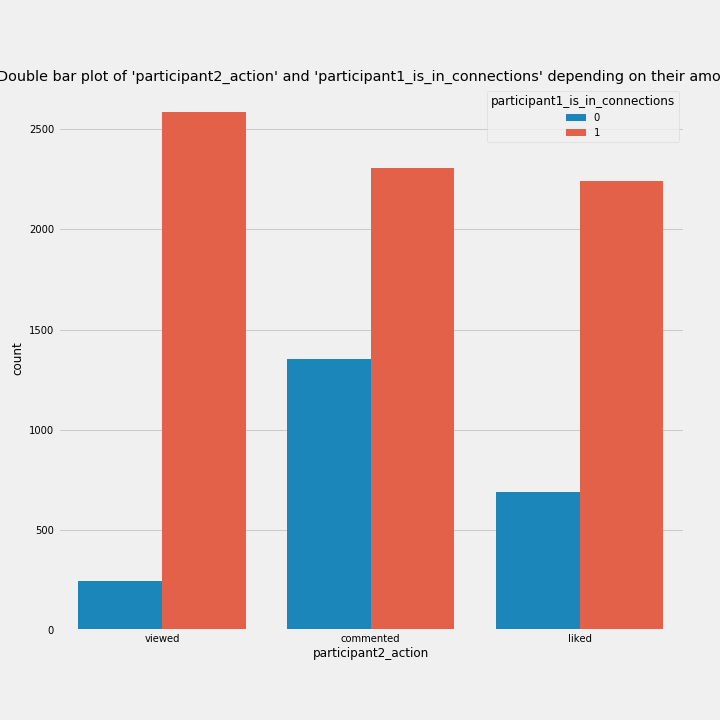 Double bar plot of 'participant2_action' and 'participant1_is_in_connections' depending on their amo
participant1_is_in_connections
0
1
2500
2000
1500
1000
500
0
count
viewed commented liked
participant2_action